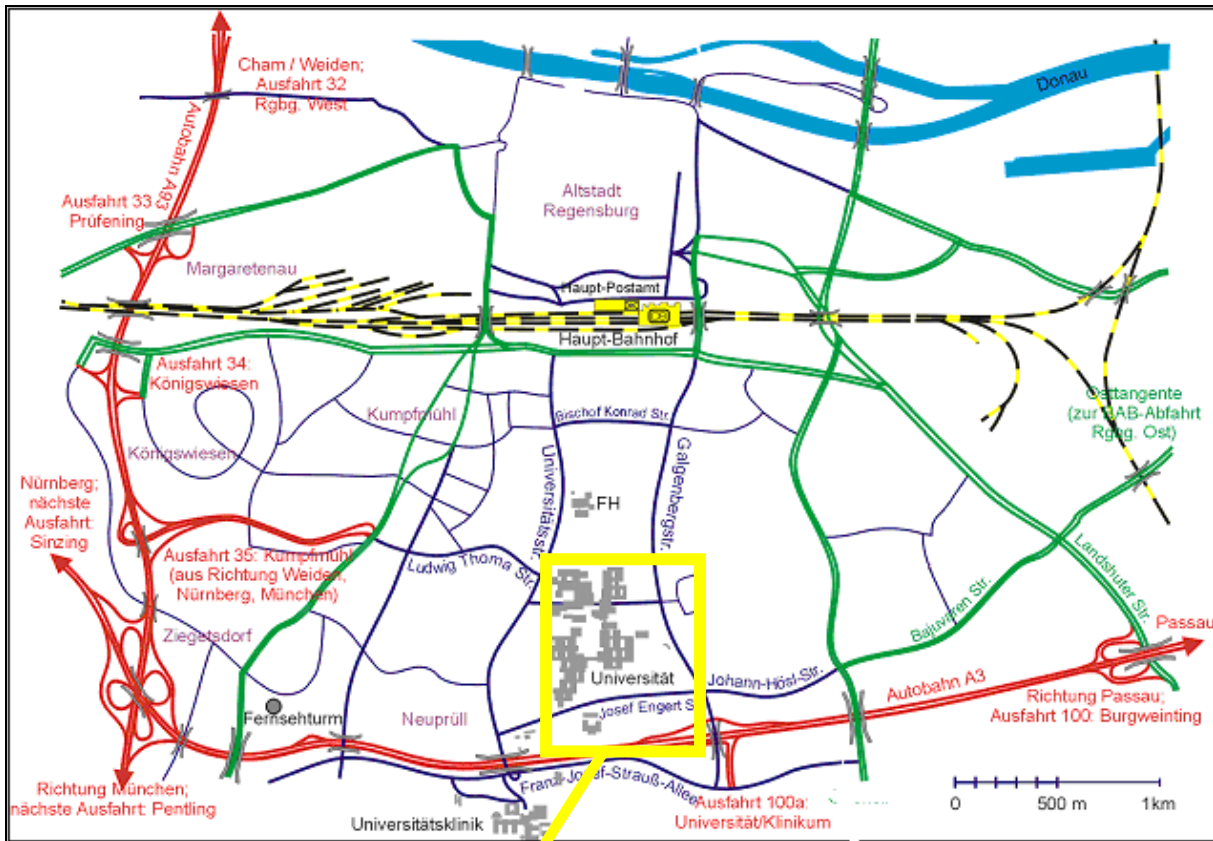 Cham / Weiden;
Ausfahrt 32
Rgbg. West
Donau
Autobahn A93
Altstadt
Regensburg
Ausfahrt 33
Prüfening
Margaretenau
Haupt-Postamt
Haupt-Bahnhof
Ausfahrt 34:
Königswiesen
Kumpfmühl
Bischof Konrad Str.
Osttangente
(zur BAB-Abfahrt
Rgbg. Ost)
Königswiesen
Universitätsstr.
Galgenbergstr.
Nürnberg;
nächste
Ausfahrt:
Sinzing
FH
Ausfahrt 35: Kumpfmühl
(aus Richtung Weiden,
Nürnberg, München)
Ludwig Thoma Str.
Landshuter Str.
Bajuwaren Str.
Ziegetsdorf
Passau
Universität
Johann-Hösl-Str.
Autobahn A3
Fernsehturm
Neuprüll
Josef Engert S
Richtung Passau;
Ausfahrt 100: Burgweinting
Richtung München;
nächste Ausfahrt: Pentling
Franz-Josef-Strauß-Allee
Ausfahrt 100a:
Universität/Klinikum
Universitätsklinik
0 500 m 1km